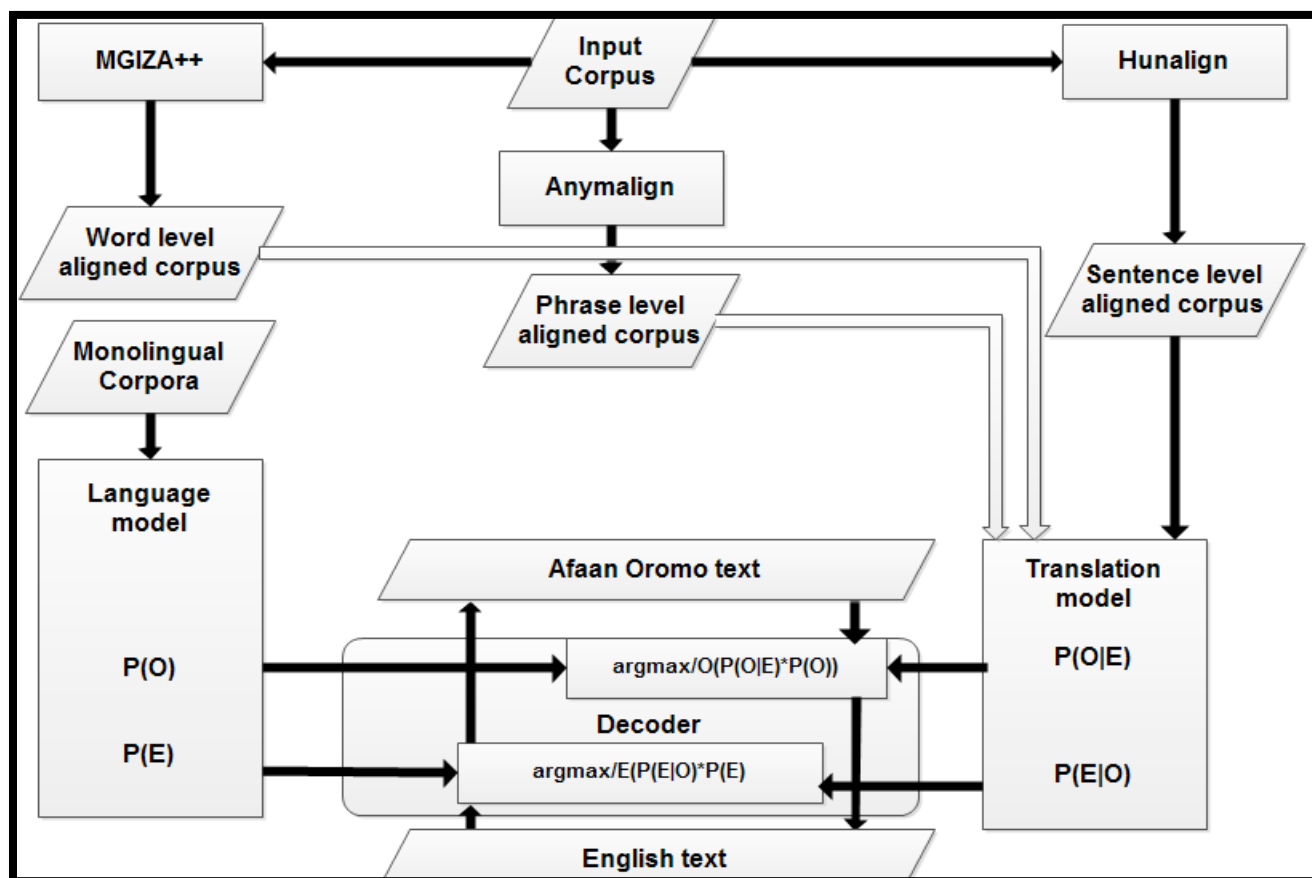 MGIZA++
Input
Corpus
Hunalign
Anymalign
Word level
aligned corpus
Phrase level
aligned corpus
Sentence level
aligned corpus
Monolingual
Corpora
Language
model
P(O)
P(E)
Afaan Oromo text
argmax/O(P(O|E)*P(O))
Decoder
argmax/E(P(E|O)*P(E)
English text
Translation
model
P(O|E)
P(E|O)